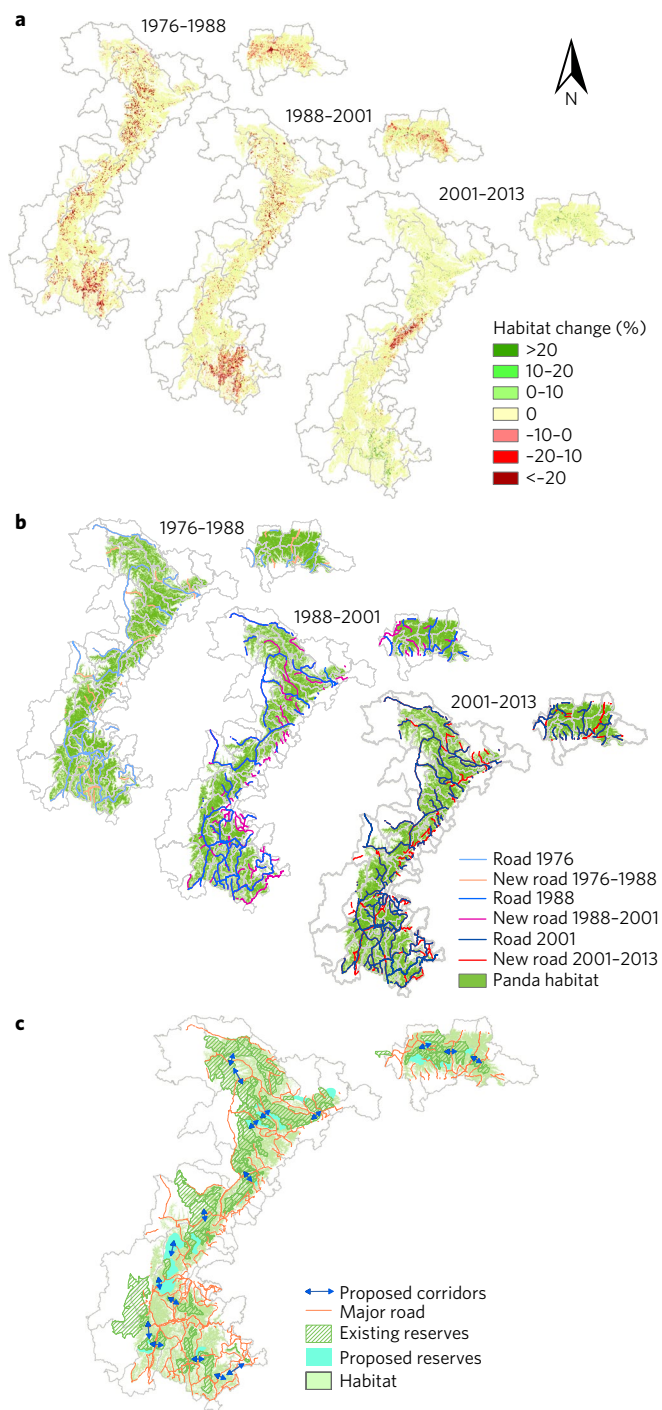 a
1976–1988
N
1988–2001
2001–2013
Habitat change (%)
>20
10–20
0–10
0
–10–0
–20–10
<–20
b
1976–1988
1988–2001
2001–2013
Road 1976
New road 1976–1988
Road 1988
New road 1988–2001
Road 2001
New road 2001–2013
Panda habitat
c
Proposed corridors
Major road
Existing reserves
Proposed reserves
Habitat